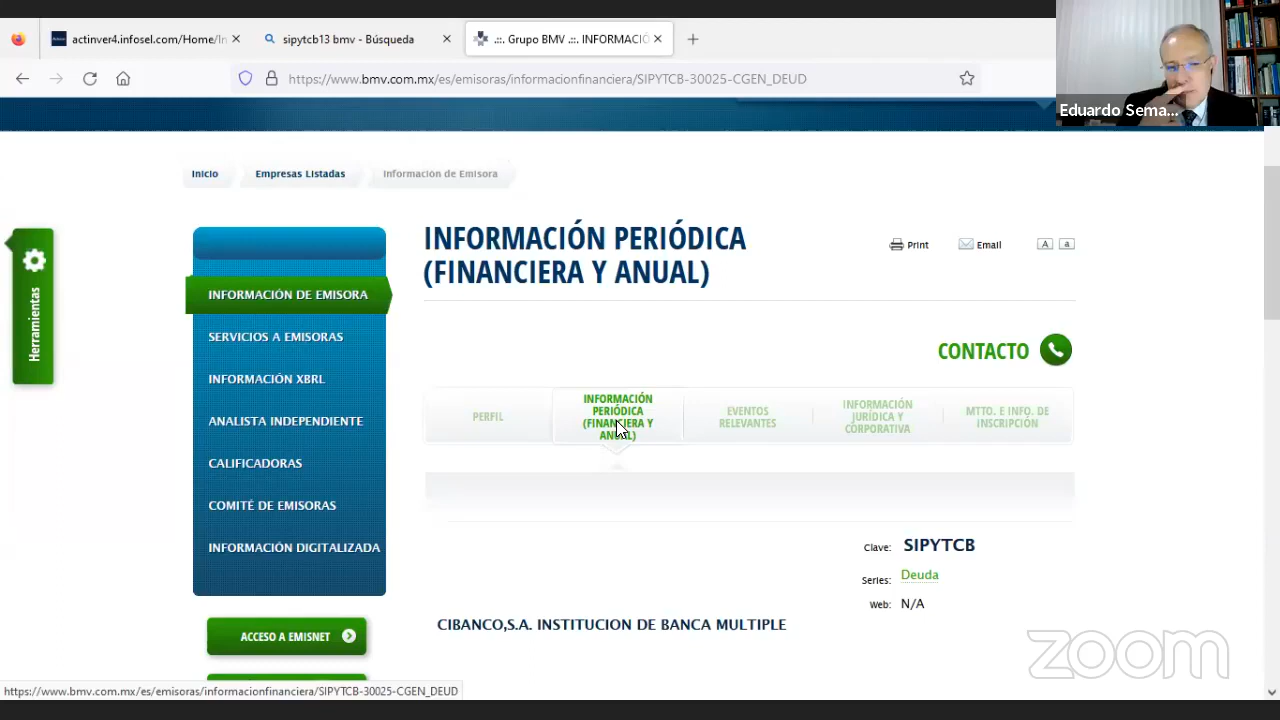 actinver4.infosel.com/Home/In
sipytcb13 bmv - Búsqueda
.::. Grupo BMV .::. INFORMACIÓ
https://www.bmv.com.mx/es/emisoras/informacionfinanciera/SIPYTCB-30025-CGEN_DEUD
Eduardo Sema...
Inicio
Empresas Listadas
Información de Emisora
Herramientas
INFORMACIÓN DE EMISORA
SERVICIOS A EMISORAS
INFORMACIÓN XBRL
ANALISTA INDEPENDIENTE
CALIFICADORAS
COMITÉ DE EMISORAS
INFORMACIÓN DIGITALIZADA
ACCESO A EMISNET
INFORMACIÓN PERIÓDICA
(FINANCIERA Y ANUAL)
Print
Email
A
a
CONTACTO
PERFIL
INFORMACIÓN
PERIÓDICA
(FINANCIERA Y
ANUAL)
EVENTOS
RELEVANTES
INFORMACIÓN
JURÍDICA Y
CORPORATIVA
MTTO. E INFO. DE
INSCRIPCIÓN
Clave: SIPYTCB
Series: Deuda
Web: N/A
CIBANCO,S.A. INSTITUCION DE BANCA MULTIPLE
zoom
https://www.bmv.com.mx/es/emisoras/informacionfinanciera/SIPYTCB-30025-CGEN_DEUD